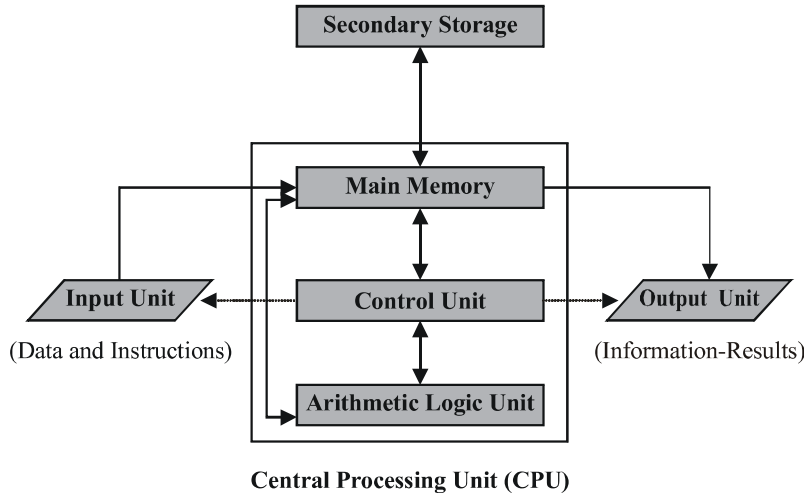 Secondary Storage
Main Memory
Input Unit
Control Unit
Output Unit
(Data and Instructions)
(Information-Results)
Arithmetic Logic Unit
Central Processing Unit (CPU)